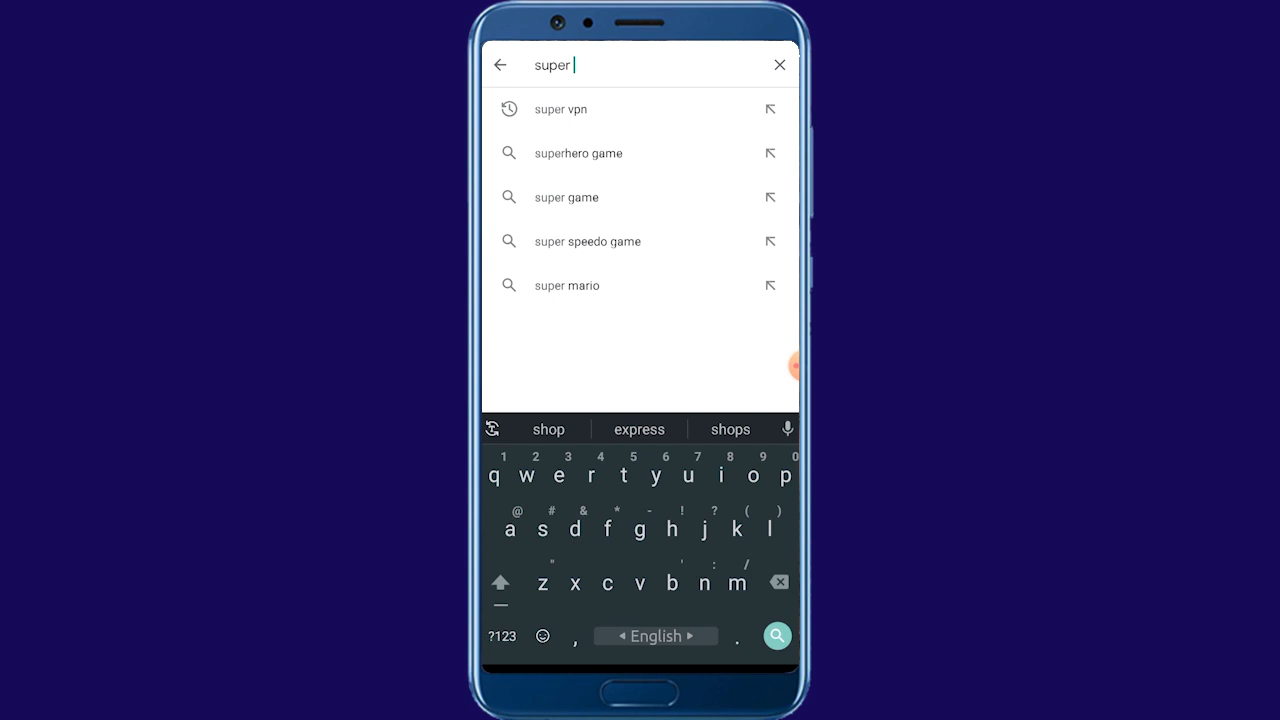 super
super vpn
superhero game
super game
super speedo game
super mario
shop express shops
1 2 3 4 5 6 7 8 9 0
q w e r t y u i o p
@ # & * - ! ? ( )
a s d f g h j k l
" ' : /
z x c v b n m
?123 , English .